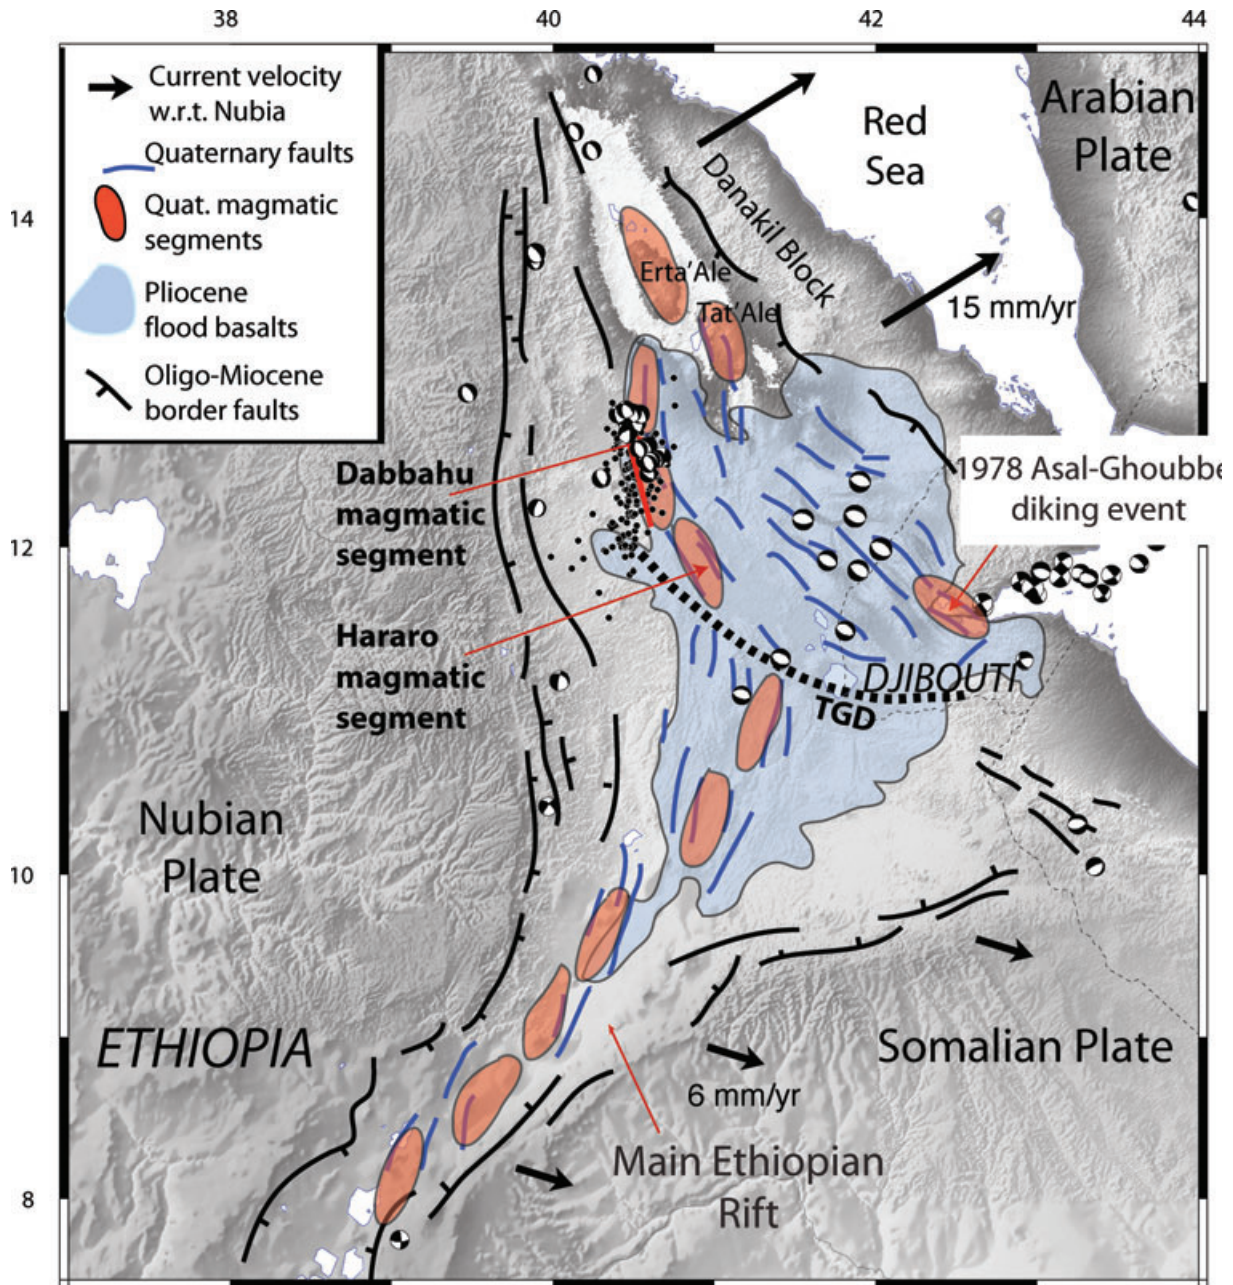 38
40
42
44
Current velocity
w.r.t. Nubia
Quaternary faults
Quat. magmatic
segments
Pliocene
flood basalts
Oligo-Miocene
border faults
Arabian
Plate
Red
Sea
Danakil Block
14
Erta'Ale
Tat'Ale
15 mm/yr
1978 Asal-Ghoubbe
diking event
Dabbahu
magmatic
segment
12
Hararo
magmatic
segment
DJIBOUTI
TGD
Nubian
Plate
10
ETHIOPIA
Somalian Plate
6 mm/yr
Main Ethiopian
Rift
8